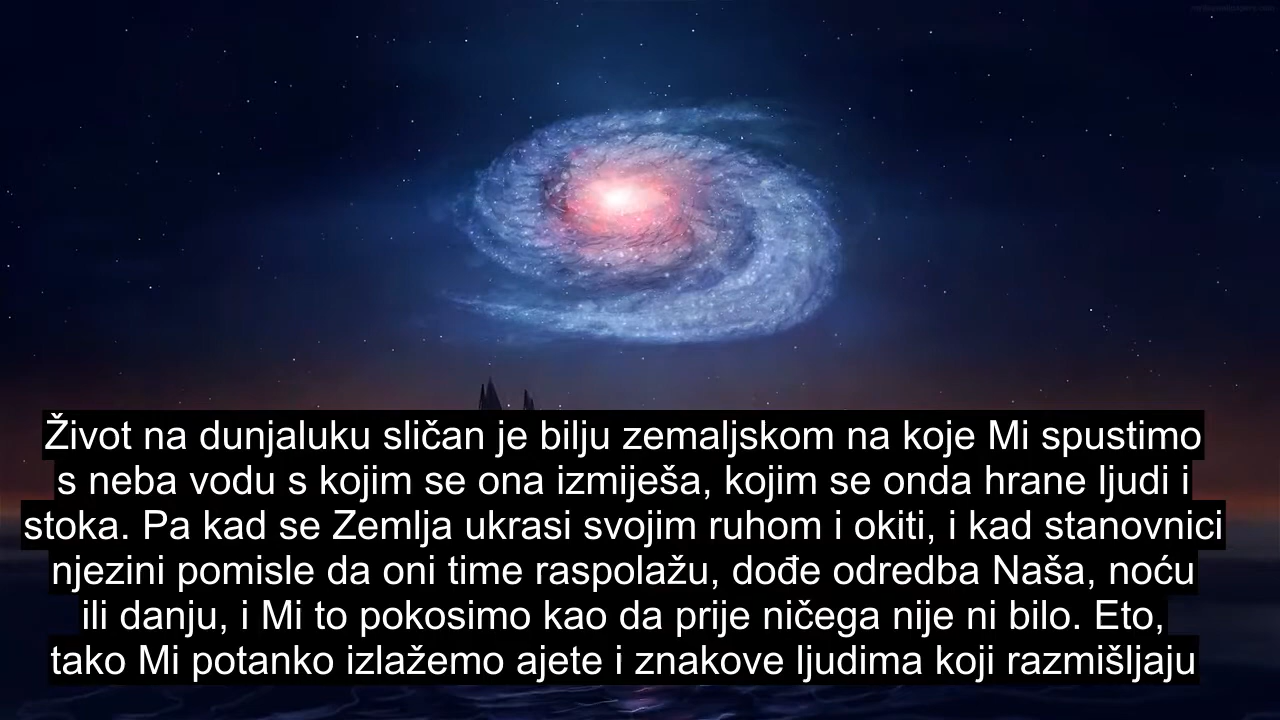 Život na dunjaluku sličan je bilju zemaljskom na koje Mi spustimo
s neba vodu s kojim se ona izmiješa, kojim se onda hrane ljudi i
stoka. Pa kad se Zemlja ukrasi svojim ruhom i okiti, i kad stanovnici
njezini pomisle da oni time raspolažu, dođe odredba Naša, noću
ili danju, i Mi to pokosimo kao da prije ničega nije ni bilo. Eto,
tako Mi potanko izlažemo ajete i znakove ljudima koji razmišljaju